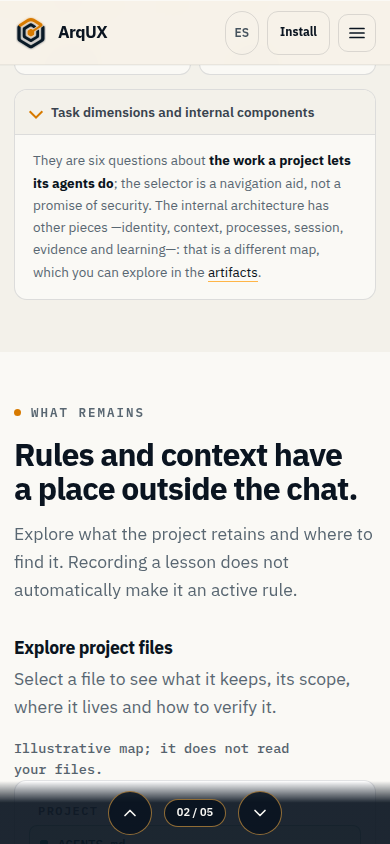 ArqUX
ES
Install
Task dimensions and internal components
They are six questions about the work a project lets
its agents do; the selector is a navigation aid, not a
promise of security. The internal architecture has
other pieces —identity, context, processes, session,
evidence and learning—: that is a different map,
which you can explore in the artifacts.
WHAT REMAINS
Rules and context have
a place outside the chat.
Explore what the project retains and where to
find it. Recording a lesson does not
automatically make it an active rule.
Explore project files
Select a file to see what it keeps, its scope,
where it lives and how to verify it.
Illustrative map; it does not read
your files.
PROJECT
02 / 05